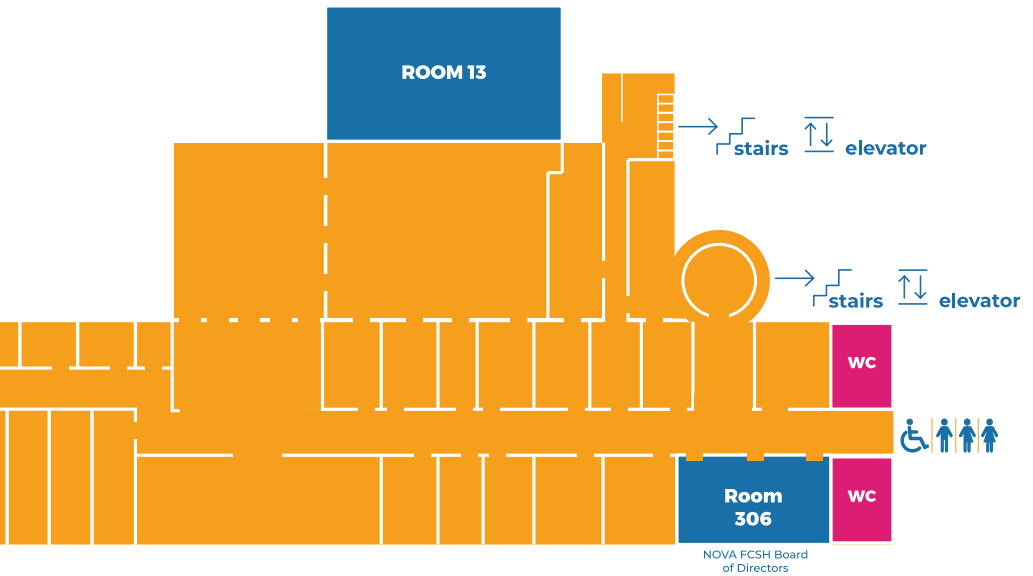 ROOM 13
stairs elevator
stairs elevator
WC
WC
Room
306
NOVA FCSH Board
of Directors